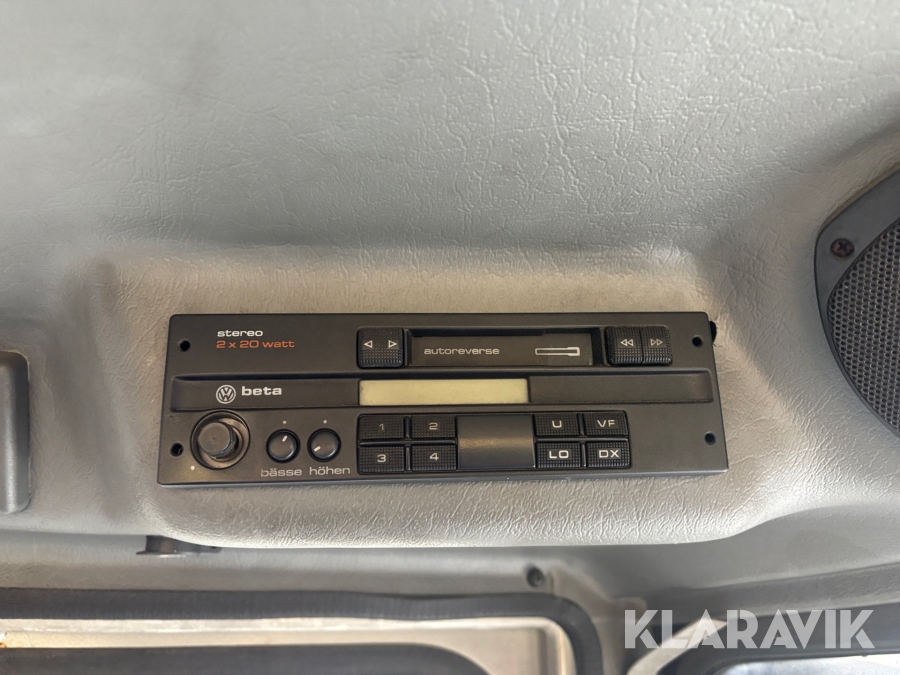 stereo
2 x 20 watt
autoreverse
beta
1 2 U VF
3 4 LO DX
bässe höhen
KLARAVIK